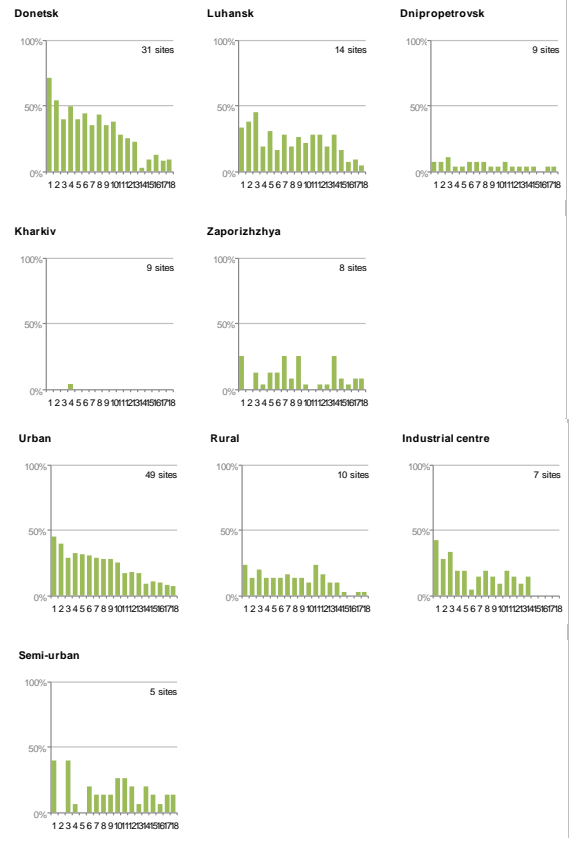 Donetsk Luhansk Dnipropetrovsk
100% 100% 100%
31 sites 14 sites 9 sites
50% 50% 50%
0% 0% 0%
1 2 3 4 5 6 7 8 9 10 11 12 13 14 15 16 17 18 1 2 3 4 5 6 7 8 9 10 11 12 13 14 15 16 17 18 1 2 3 4 5 6 7 8 9 10 11 12 13 14 15 16 17 18
Kharkiv Zaporizhzhya
100% 100%
9 sites 8 sites
50% 50%
0% 0%
1 2 3 4 5 6 7 8 9 10 11 12 13 14 15 16 17 18 1 2 3 4 5 6 7 8 9 10 11 12 13 14 15 16 17 18
Urban Rural Industrial centre
100% 100% 100%
49 sites 10 sites 7 sites
50% 50% 50%
0% 0% 0%
1 2 3 4 5 6 7 8 9 10 11 12 13 14 15 16 17 18 1 2 3 4 5 6 7 8 9 10 11 12 13 14 15 16 17 18 1 2 3 4 5 6 7 8 9 10 11 12 13 14 15 16 17 18
Semi-urban
100%
5 sites
50%
0%
1 2 3 4 5 6 7 8 9 10 11 12 13 14 15 16 17 18